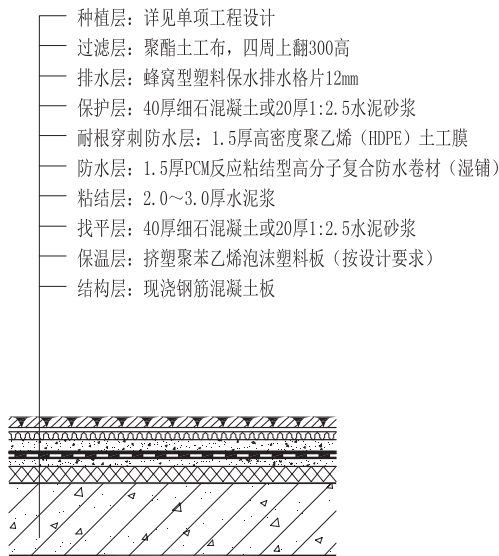 种植层：详见单项工程设计
过滤层：聚酯土工布，四周上翻300高
排水层：蜂窝型塑料保水排水格片12mm
保护层：40厚细石混凝土或20厚1:2.5水泥砂浆
耐根穿刺防水层：1.5厚高密度聚乙烯（HDPE）土工膜
防水层：1.5厚PCM反应粘结型高分子复合防水卷材（湿铺）
粘结层：2.0～3.0厚水泥浆
找平层：40厚细石混凝土或20厚1:2.5水泥砂浆
保温层：挤塑聚苯乙烯泡沫塑料板（按设计要求）
结构层：现浇钢筋混凝土板